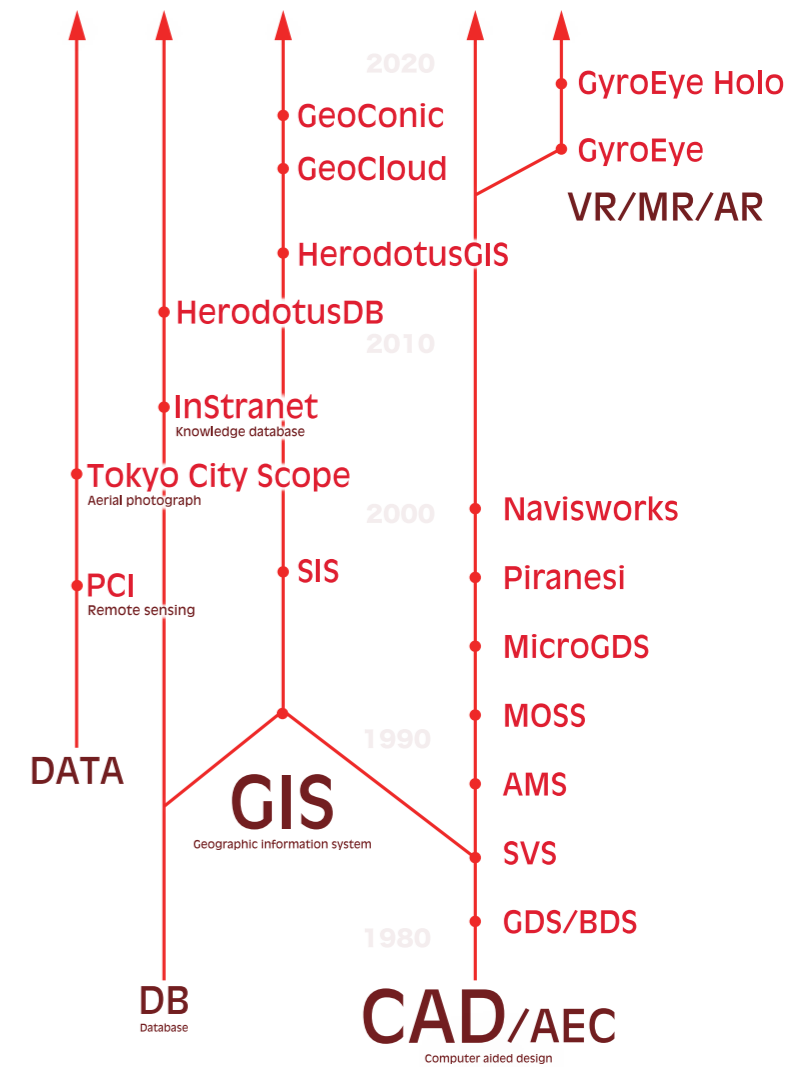 2020
GyroEye Holo
GeoConic
GyroEye
GeoCloud
VR/MR/AR
HerodotusGIS
HerodotusDB
2010
InStranet
Knowledge database
Tokyo City Scope
Aerial photograph
2000
Navisworks
SIS
Piranesi
PCI
Remote sensing
MicroGDS
MOSS
1990
DATA
AMS
GIS
Geographic information system
SVS
GDS/BDS
1980
DB
Database
CAD/AEC
Computer aided design